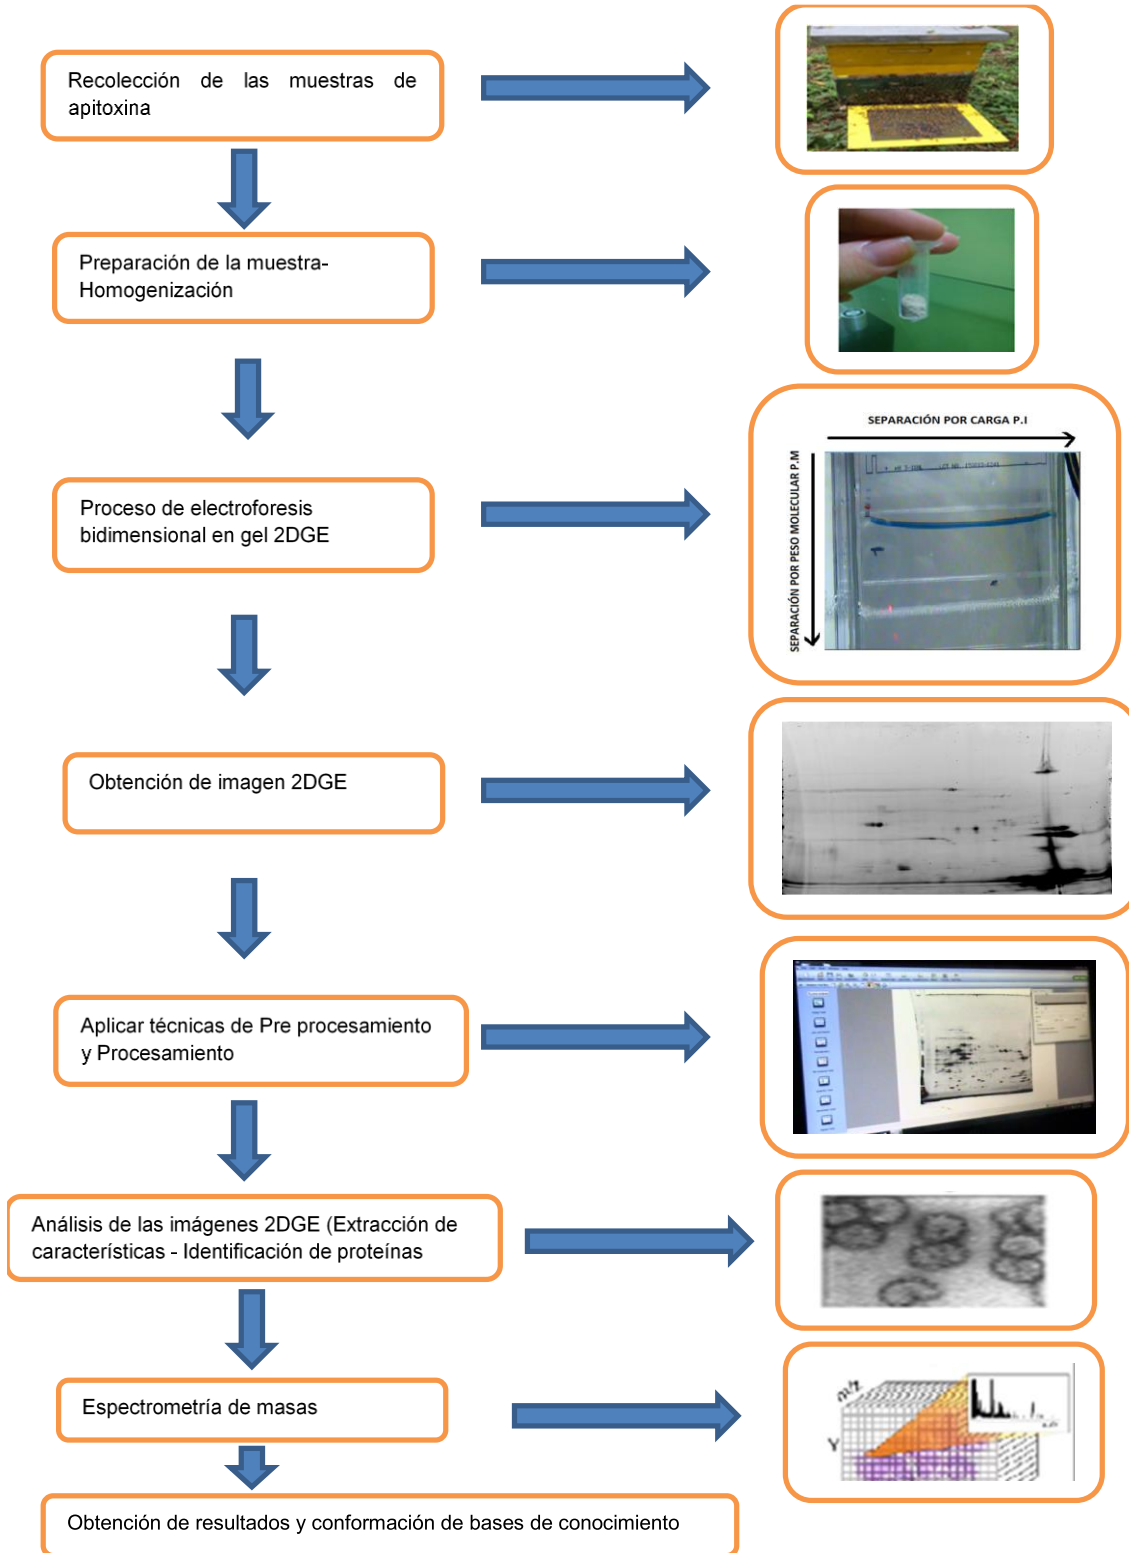 Recolección de las muestras de
apitoxina
Preparación de la muestra-
Homogenización
SEPARACIÓN POR CARGA P.I
SEPARACIÓN POR PESO MOLECULAR P.M
Proceso de electroforesis
bidimensional en gel 2DGE
Obtención de imagen 2DGE
Aplicar técnicas de Pre procesamiento
y Procesamiento
Análisis de las imágenes 2DGE (Extracción de
características - Identificación de proteínas
Espectrometría de masas
m/z
Y
Obtención de resultados y conformación de bases de conocimiento